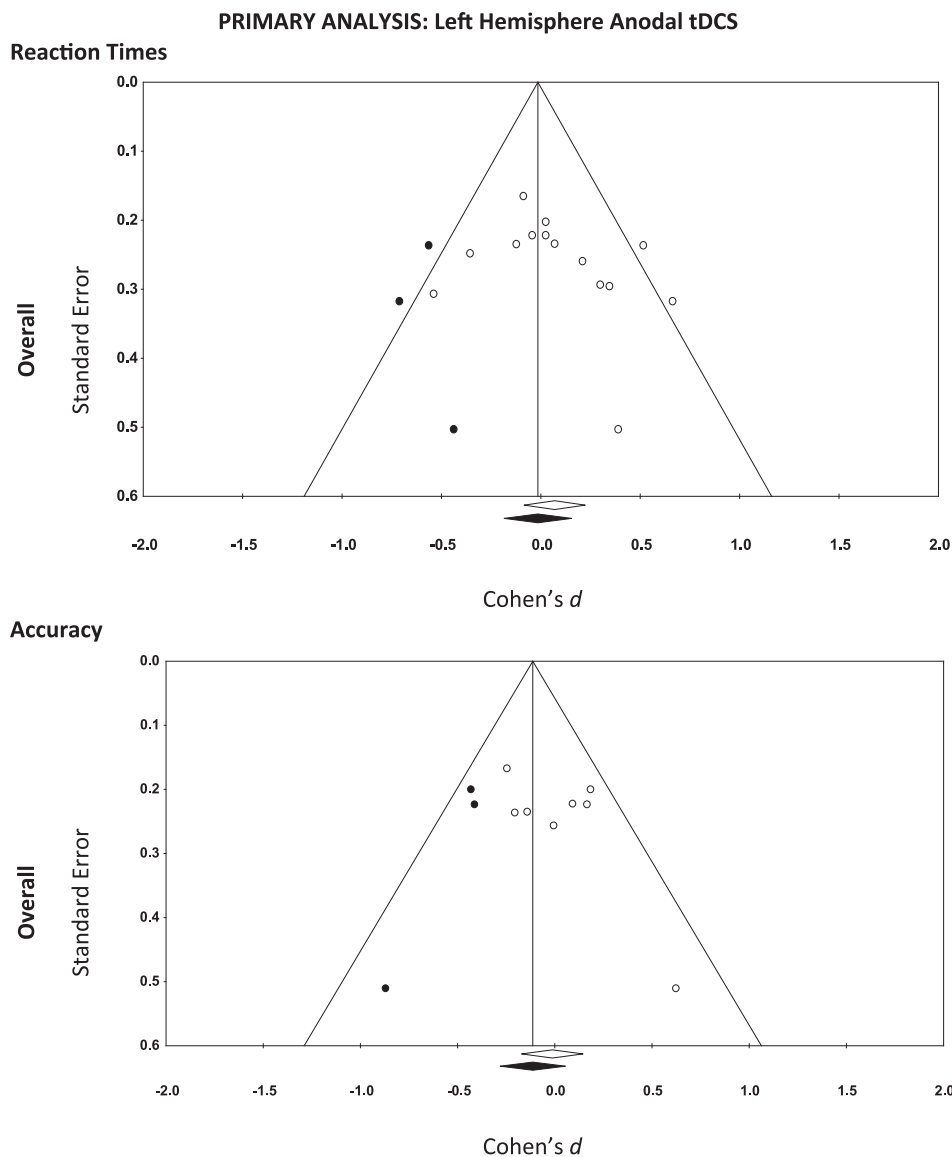 PRIMARY ANALYSIS: Left Hemisphere Anodal tDCS
Reaction Times
0.0
0.1
0.2
0.3
0.4
0.5
0.6
Overall
Standard Error
-2.0 -1.5 -1.0 -0.5 0.0 0.5 1.0 1.5 2.0
Cohen's d
Accuracy
0.0
0.1
0.2
0.3
0.4
0.5
0.6
Overall
Standard Error
-2.0 -1.5 -1.0 -0.5 0.0 0.5 1.0 1.5 2.0
Cohen's d